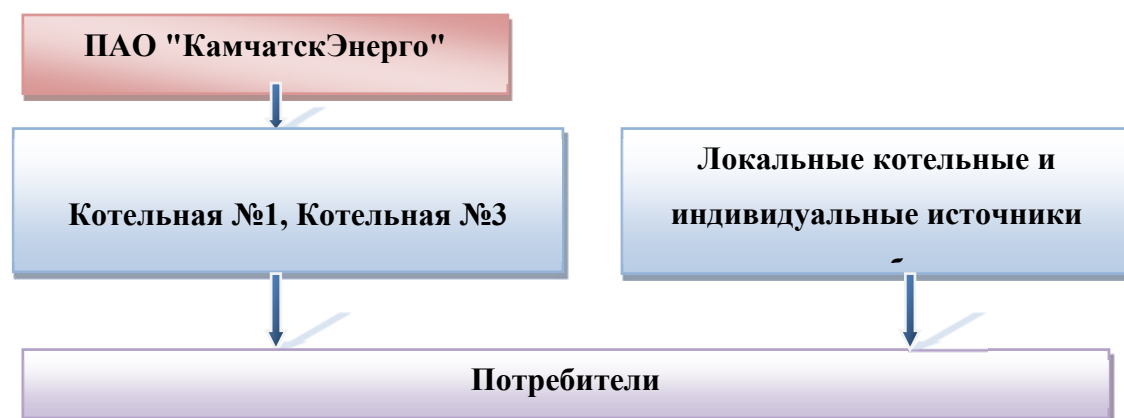 ПАО "КамчатскЭнерго"
Котельная №1, Котельная №3
Локальные котельные и
индивидуальные источники
Потребители